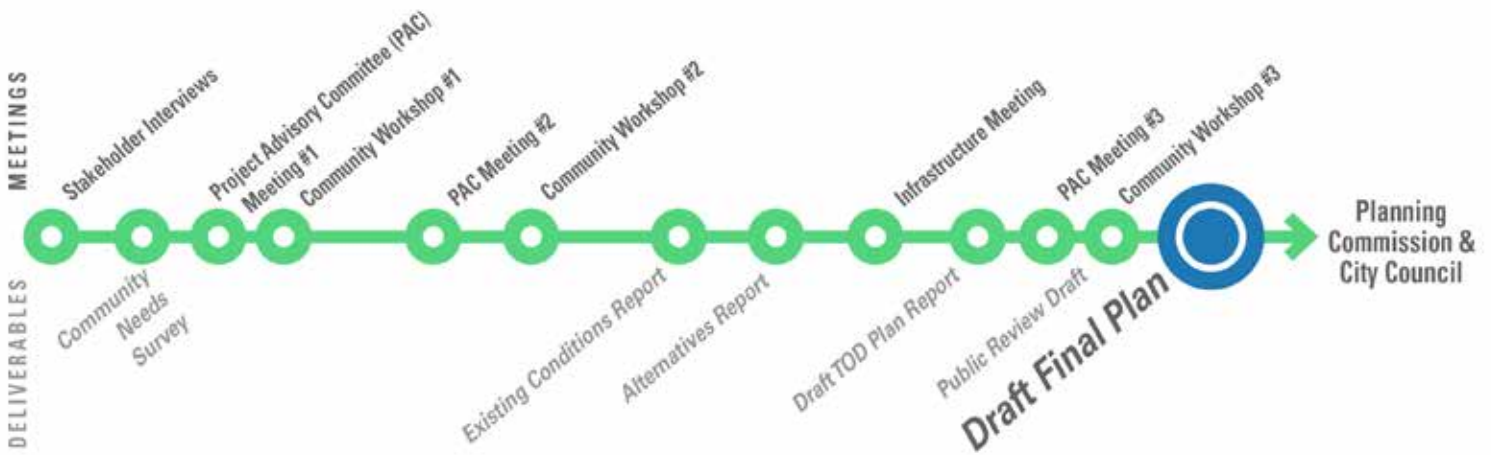 MEETINGS
Stakeholder Interviews
Project Advisory Committee (PAC)
Meeting #1
Community Workshop #1
PAC Meeting #2
Community Workshop #2
Infrastructure Meeting
PAC Meeting #3
Community Workshop #3
Planning
Commission &
City Council
DELIVERABLES
Community
Needs
Survey
Existing Conditions Report
Alternatives Report
Draft TOD Plan Report
Public Review Draft
Draft Final Plan